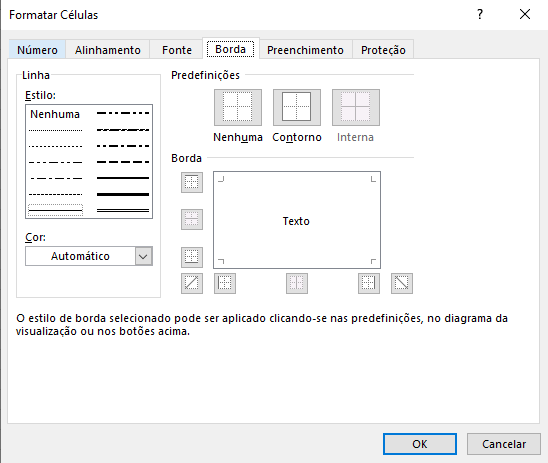 Formatar Células
?
Número Alinhamento Fonte Borda Preenchimento Proteção
Linha
Estilo:
Nenhuma
Cor:
Automático
Predefinições
Nenhuma Contorno Interna
Borda
Texto
O estilo de borda selecionado pode ser aplicado clicando-se nas predefinições, no diagrama da
visualização ou nos botões acima.
OK Cancelar